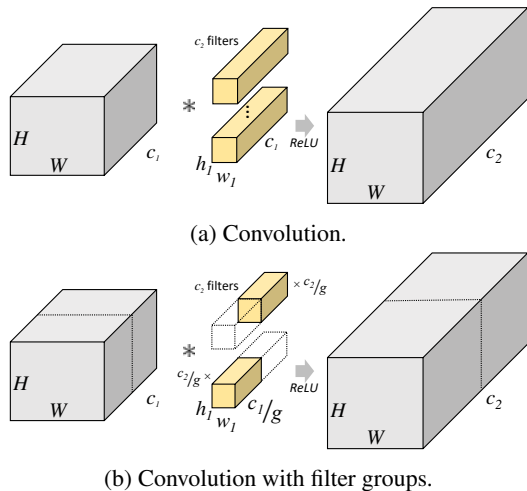 c₂ filters
H
W
c₁
*
⋮
h₁ w₁
c₁
ReLU
H
W
c₂
(a) Convolution.
c₂ filters
× c₂/g
H
W
c₁
*
c₂/g ×
h₁ w₁
c₁/g
ReLU
H
W
c₂
(b) Convolution with filter groups.